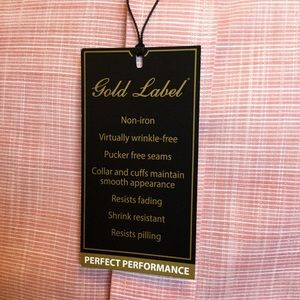 Gold Label®
Non-iron
Virtually wrinkle-free
Pucker free seams
Collar and cuffs maintain
smooth appearance
Resists fading
Shrink resistant
Resists pilling
PERFECT PERFORMANCE